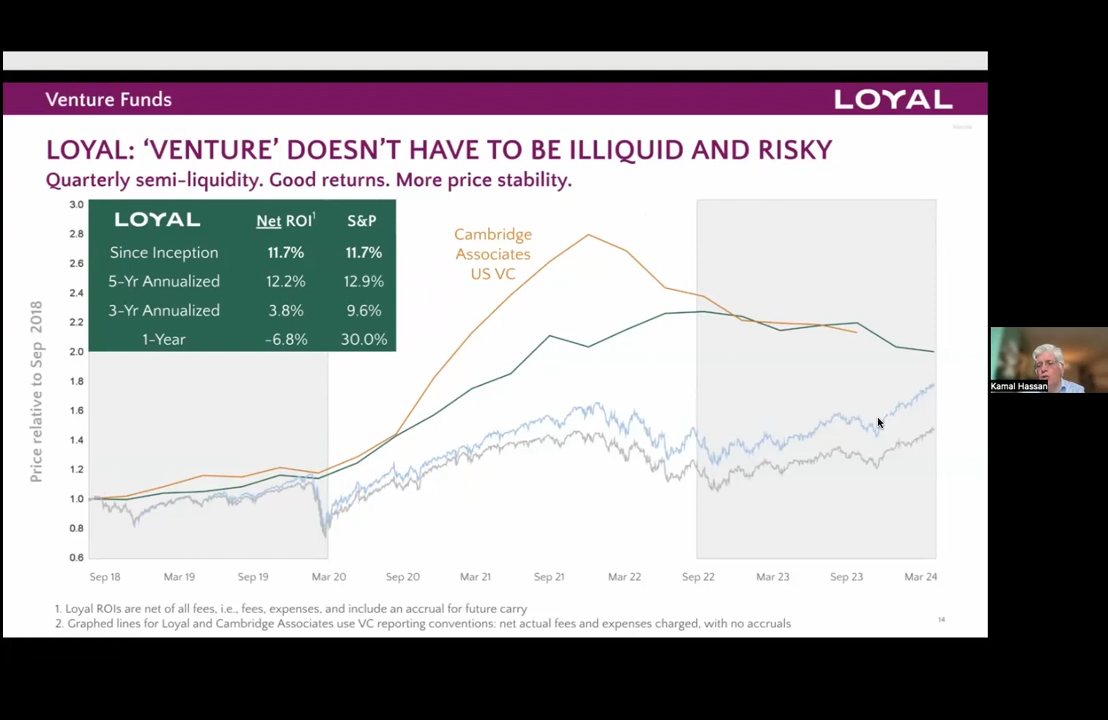 Venture Funds
LOYAL
LOYAL: ‘VENTURE’ DOESN’T HAVE TO BE ILLIQUID AND RISKY
Quarterly semi-liquidity. Good returns. More price stability.
LOYAL Net ROI1 S&P
Since Inception 11.7% 11.7%
5-Yr Annualized 12.2% 12.9%
3-Yr Annualized 3.8% 9.6%
1-Year -6.8% 30.0%
Cambridge
Associates
US VC
Price relative to Sep 2018
3.0
2.8
2.6
2.4
2.2
2.0
1.8
1.6
1.4
1.2
1.0
0.8
0.6
Sep 18 Mar 19 Sep 19 Mar 20 Sep 20 Mar 21 Sep 21 Mar 22 Sep 22 Mar 23 Sep 23 Mar 24
Kamal Hassan
1. Loyal ROIs are net of all fees, i.e., fees, expenses, and include an accrual for future carry
2. Graphed lines for Loyal and Cambridge Associates use VC reporting conventions: net actual fees and expenses charged, with no accruals
14